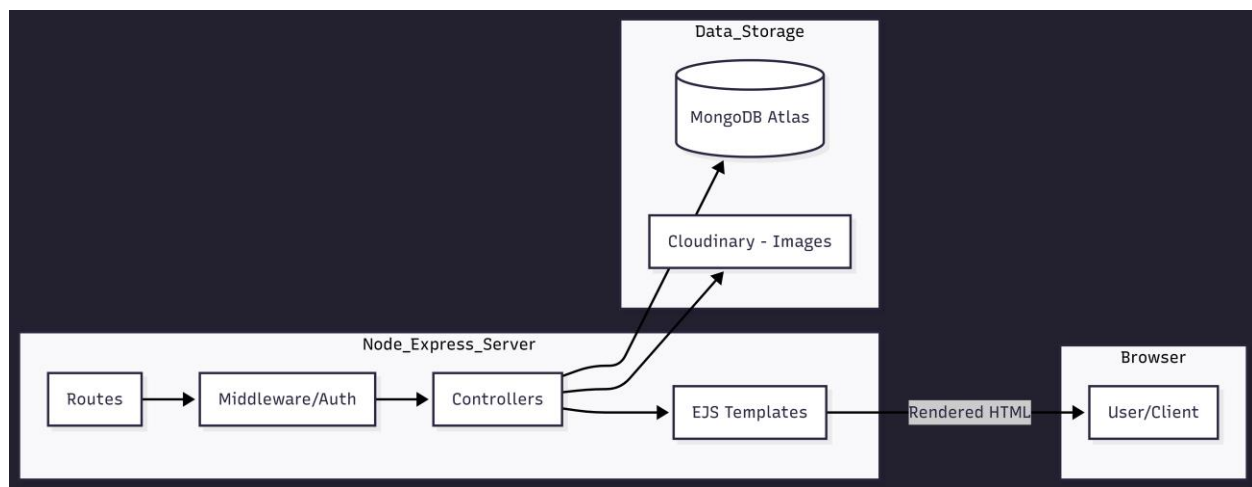 Data_Storage
MongoDB Atlas
Cloudinary - Images
Node_Express_Server
Routes
Middleware/Auth
Controllers
EJS Templates
Rendered HTML
Browser
User/Client